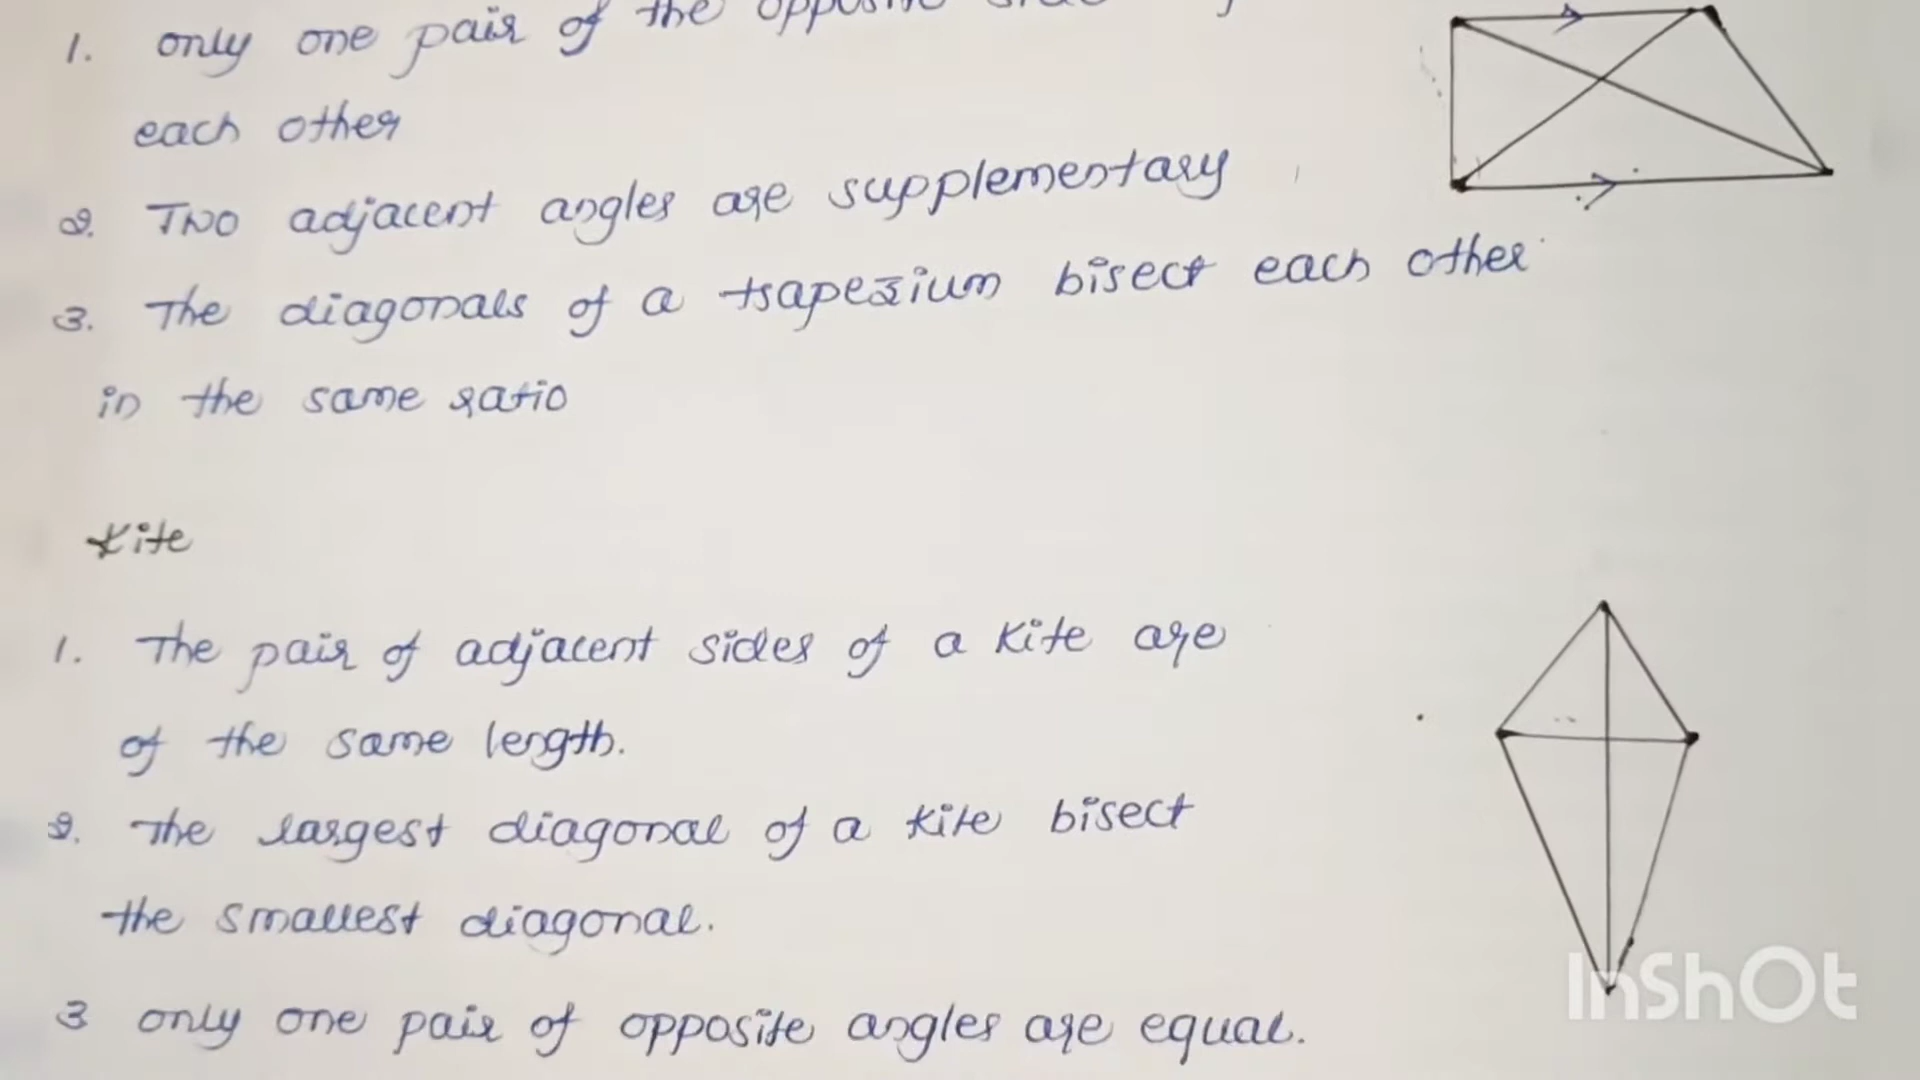 1. only one pair of the opposite
each other
2. Two adjacent angles are supplementary
3. The diagonals of a trapezium bisect each other
in the same ratio
Kite
1. The pair of adjacent sides of a kite are
of the same length.
2. The largest diagonal of a kite bisect
the smallest diagonal.
3 only one pair of opposite angles are equal.
InShOt